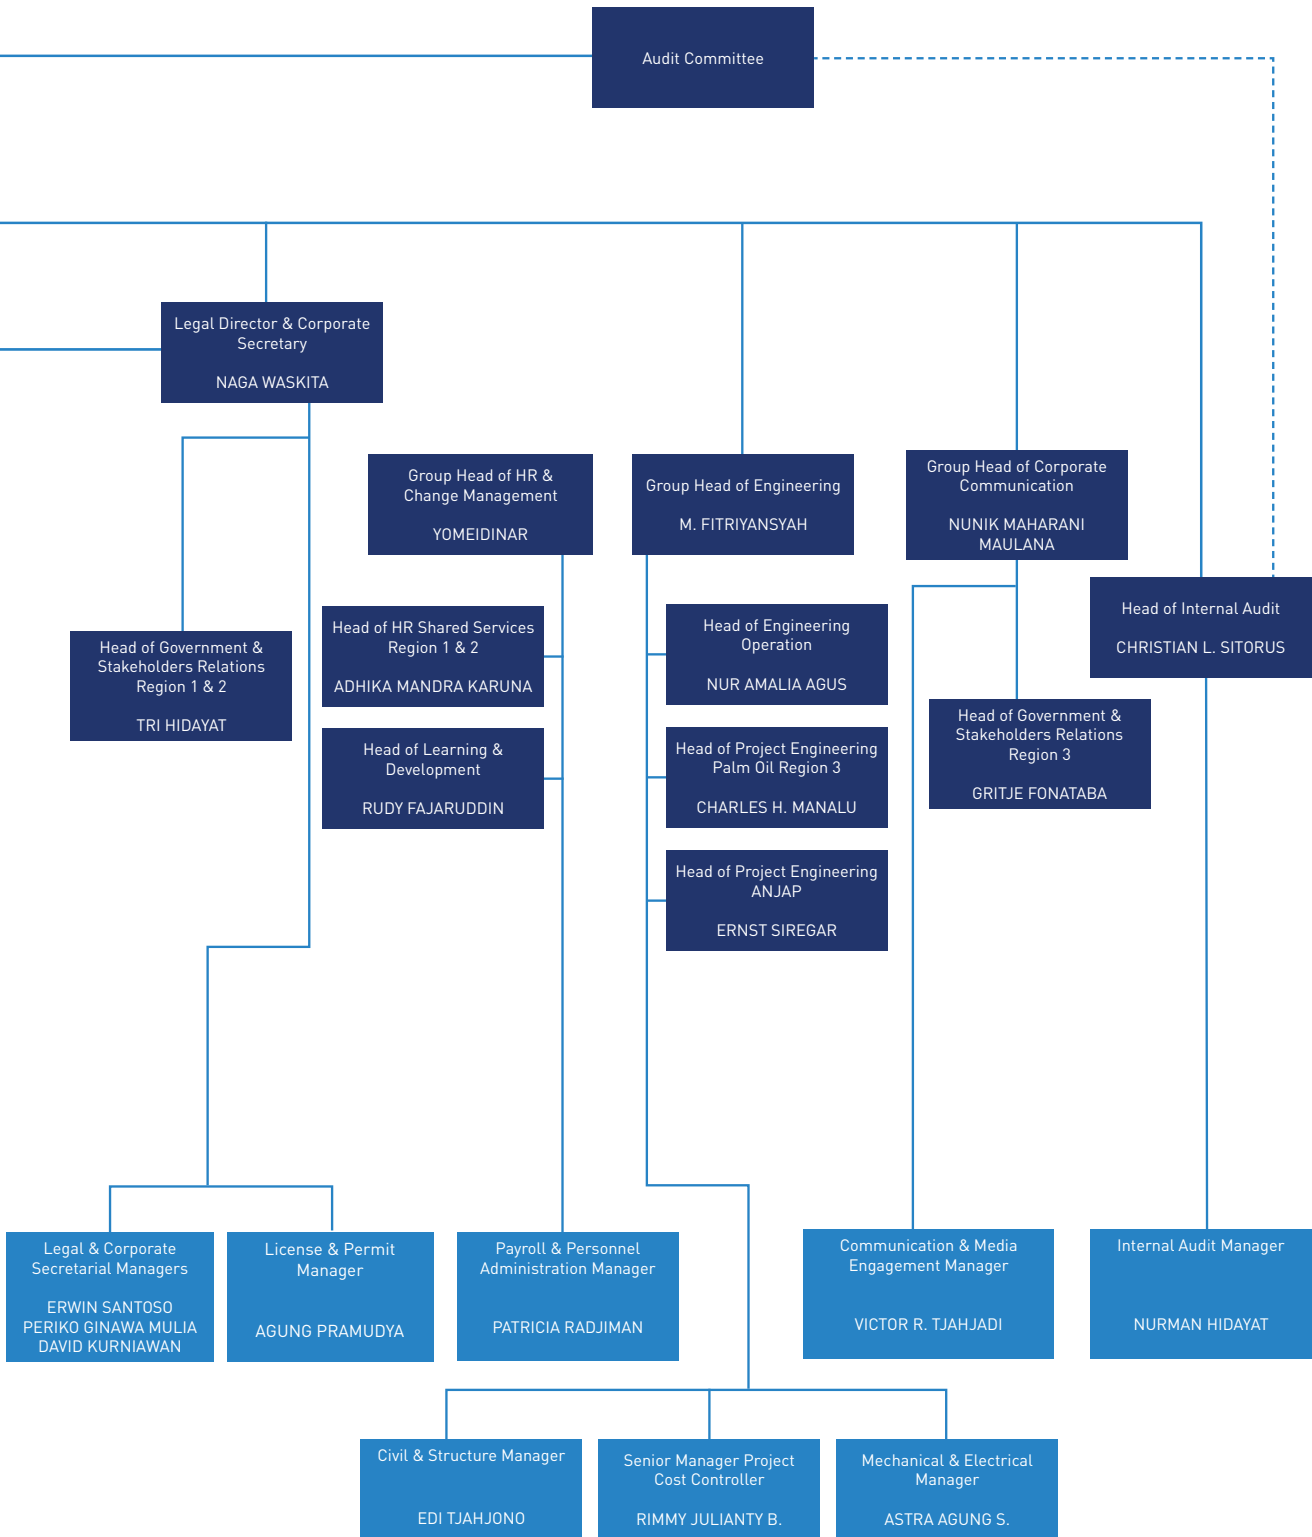 Audit Committee
Legal Director & Corporate
Secretary
NAGA WASKITA
Group Head of HR &
Change Management
YOMEIDINAR
Group Head of Engineering
M. FITRIYANSYAH
Group Head of Corporate
Communication
NUNIK MAHARANI
MAULANA
Head of Internal Audit
CHRISTIAN L. SITORUS
Head of Government &
Stakeholders Relations
Region 1 & 2
TRI HIDAYAT
Head of HR Shared Services
Region 1 & 2
ADHIKA MANDRA KARUNA
Head of Engineering
Operation
NUR AMALIA AGUS
Head of Government &
Stakeholders Relations
Region 3
GRITJE FONATABA
Head of Learning &
Development
RUDY FAJARUDDIN
Head of Project Engineering
Palm Oil Region 3
CHARLES H. MANALU
Head of Project Engineering
ANJAP
ERNST SIREGAR
Legal & Corporate
Secretarial Managers
ERWIN SANTOSO
PERIKO GINAWA MULIA
DAVID KURNIAWAN
License & Permit
Manager
AGUNG PRAMUDYA
Payroll & Personnel
Administration Manager
PATRICIA RADJIMAN
Communication & Media
Engagement Manager
VICTOR R. TJAHJADI
Internal Audit Manager
NURMAN HIDAYAT
Civil & Structure Manager
EDI TJAHJONO
Senior Manager Project
Cost Controller
RIMMY JULIANTY B.
Mechanical & Electrical
Manager
ASTRA AGUNG S.